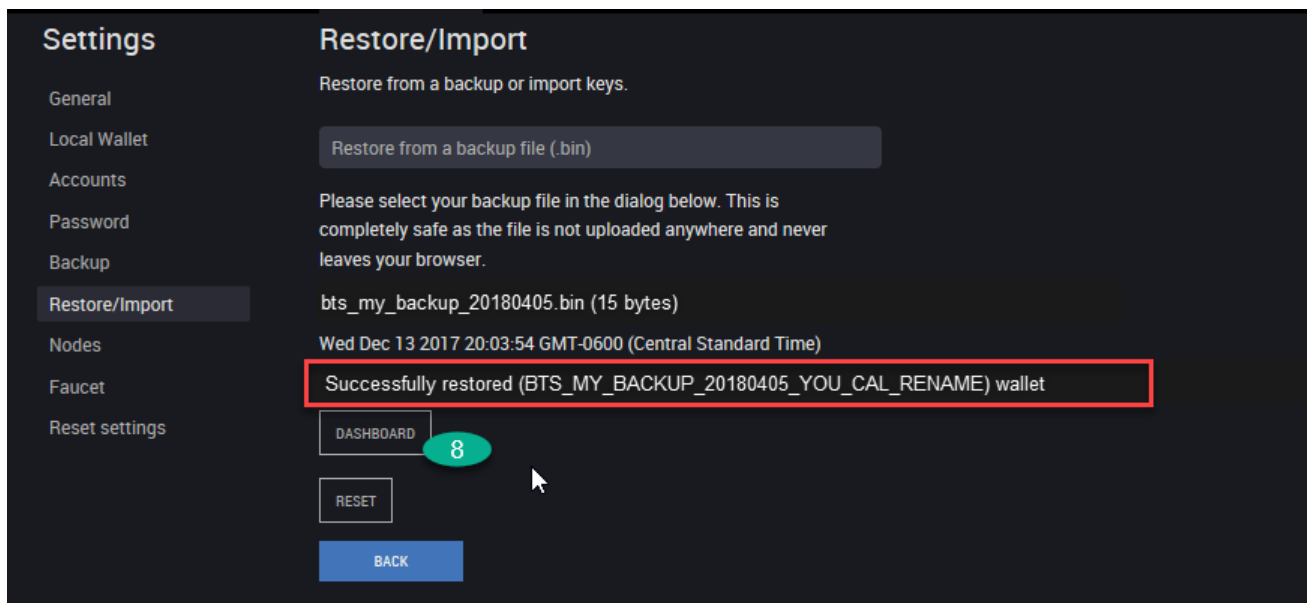 Settings
General
Local Wallet
Accounts
Password
Backup
Restore/Import
Nodes
Faucet
Reset settings
Restore/Import
Restore from a backup or import keys.
Restore from a backup file (.bin)
Please select your backup file in the dialog below. This is
completely safe as the file is not uploaded anywhere and never
leaves your browser.
bts_my_backup_20180405.bin (15 bytes)
Wed Dec 13 2017 20:03:54 GMT-0600 (Central Standard Time)
Successfully restored (BTS_MY_BACKUP_20180405_YOU_CAL_RENAME) wallet
DASHBOARD
8
RESET
BACK